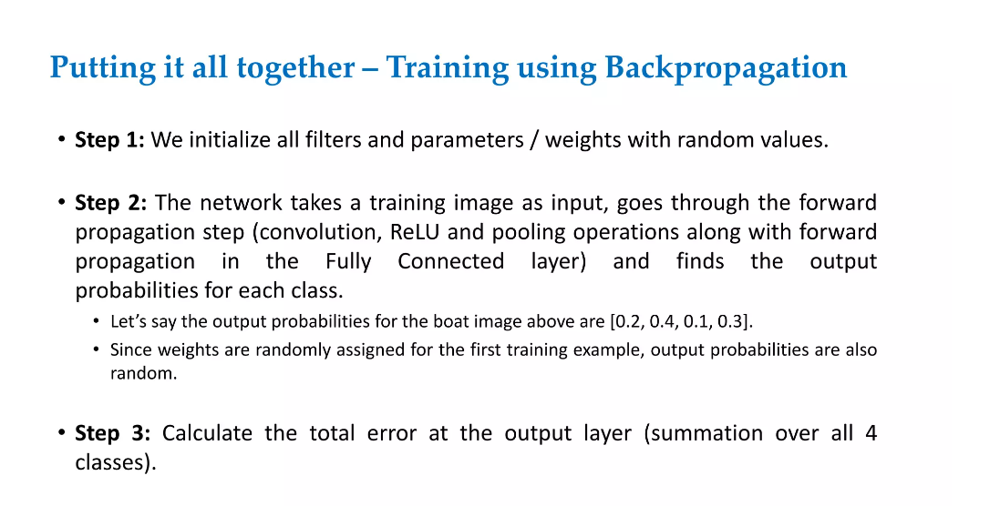 Putting it all together – Training using Backpropagation
• Step 1: We initialize all filters and parameters / weights with random values.
• Step 2: The network takes a training image as input, goes through the forward
propagation step (convolution, ReLU and pooling operations along with forward
propagation in the Fully Connected layer) and finds the output
probabilities for each class.
• Let’s say the output probabilities for the boat image above are [0.2, 0.4, 0.1, 0.3].
• Since weights are randomly assigned for the first training example, output probabilities are also
random.
• Step 3: Calculate the total error at the output layer (summation over all 4
classes).